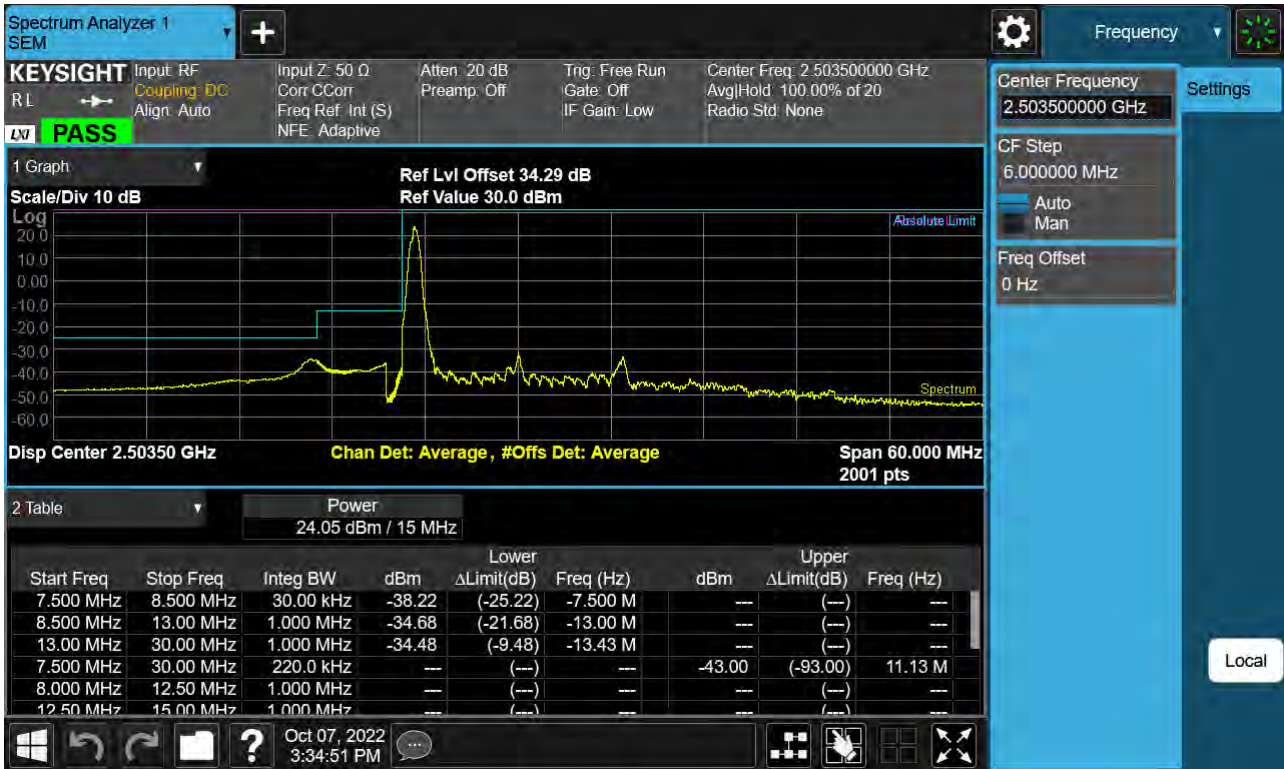 Spectrum Analyzer 1
SEM
+
Frequency
KEYSIGHT
R L
LXI
PASS
Input: RF
Coupling: DC
Align: Auto
Input Z: 50 Ω
Corr CCorr
Freq Ref: Int (S)
NFE: Adaptive
Atten: 20 dB
Preamp: Off
Trig: Free Run
Gate: Off
IF Gain: Low
Center Freq: 2.503500000 GHz
Avg|Hold: 100.00% of 20
Radio Std: None
Center Frequency
2.503500000 GHz
Settings
CF Step
6.000000 MHz
Auto
Man
Freq Offset
0 Hz
1 Graph
Scale/Div 10 dB
Ref Lvl Offset 34.29 dB
Ref Value 30.0 dBm
Log
20.0
10.0
0.00
-10.0
-20.0
-30.0
-40.0
-50.0
-60.0
Limit
Spectrum
Disp Center 2.50350 GHz
Chan Det: Average, #Offs Det: Average
Span 60.000 MHz
2001 pts
2 Table
Power
24.05 dBm / 15 MHz
Lower Upper
Start Freq Stop Freq Integ BW dBm ΔLimit(dB) Freq (Hz) dBm ΔLimit(dB) Freq (Hz)
7.500 MHz 8.500 MHz 30.00 kHz -38.22 (-25.22) -7.500 M --- (---) ---
8.500 MHz 13.00 MHz 1.000 MHz -34.68 (-21.68) -13.00 M --- (---) ---
13.00 MHz 30.00 MHz 1.000 MHz -34.48 (-9.48) -13.43 M --- (---) ---
7.500 MHz 30.00 MHz 220.0 kHz --- (---) --- -43.00 (-93.00) 11.13 M
8.000 MHz 12.50 MHz 1.000 MHz --- (---) --- --- (---) ---
12.50 MHz 15.00 MHz 1.000 MHz --- (---) --- --- (---) ---
Local
?
Oct 07, 2022
3:34:51 PM